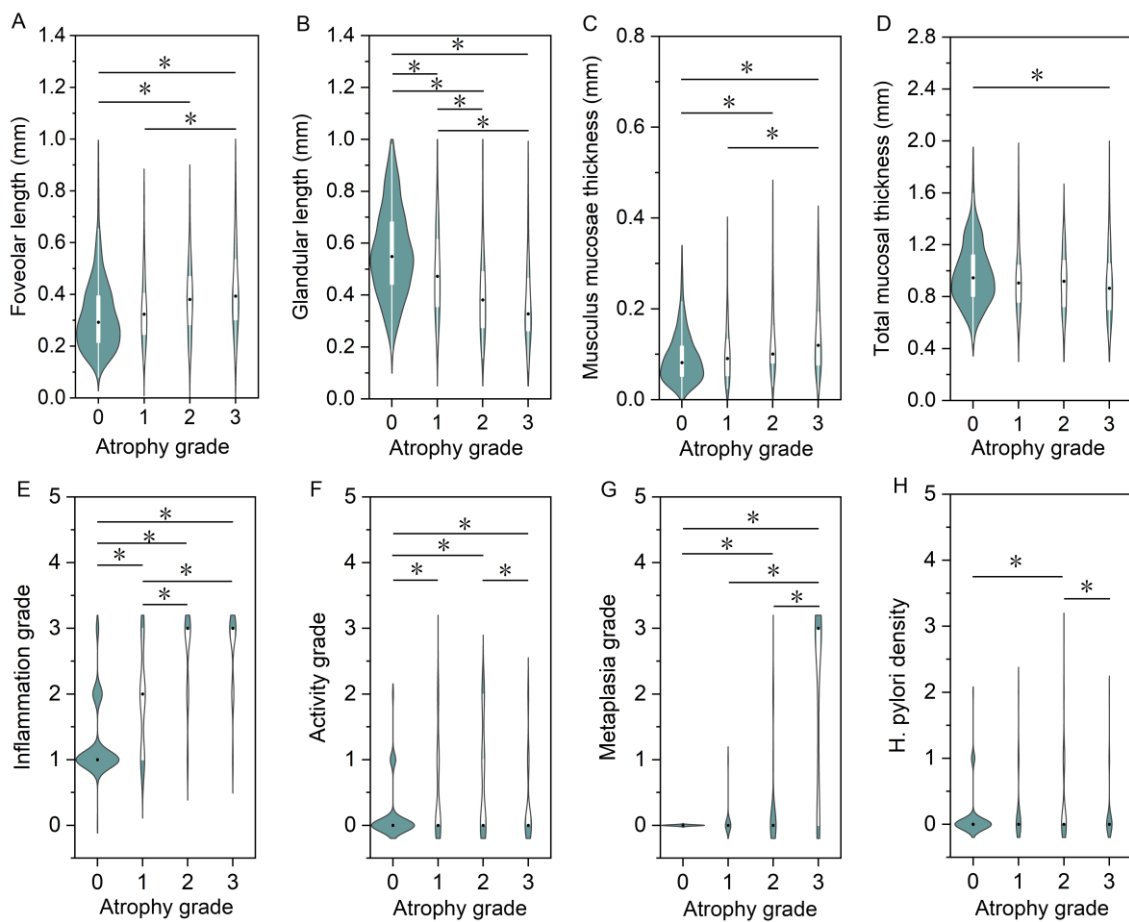 A
Foveolar length (mm)
1.4
1.2
1.0
0.8
0.6
0.4
0.2
0.0
* * *
0 1 2 3
Atrophy grade
B
Glandular length (mm)
1.4
1.2
1.0
0.8
0.6
0.4
0.2
0.0
* * * * *
0 1 2 3
Atrophy grade
C
Musculus mucosae thickness (mm)
0.8
0.6
0.4
0.2
0.0
* * *
0 1 2 3
Atrophy grade
D
Total mucosal thickness (mm)
2.8
2.4
2.0
1.6
1.2
0.8
0.4
0.0
*
0 1 2 3
Atrophy grade
E
Inflammation grade
5
4
3
2
1
0
* * * * *
0 1 2 3
Atrophy grade
F
Activity grade
5
4
3
2
1
0
* * * *
0 1 2 3
Atrophy grade
G
Metaplasia grade
5
4
3
2
1
0
* * * *
0 1 2 3
Atrophy grade
H
H. pylori density
5
4
3
2
1
0
* *
0 1 2 3
Atrophy grade